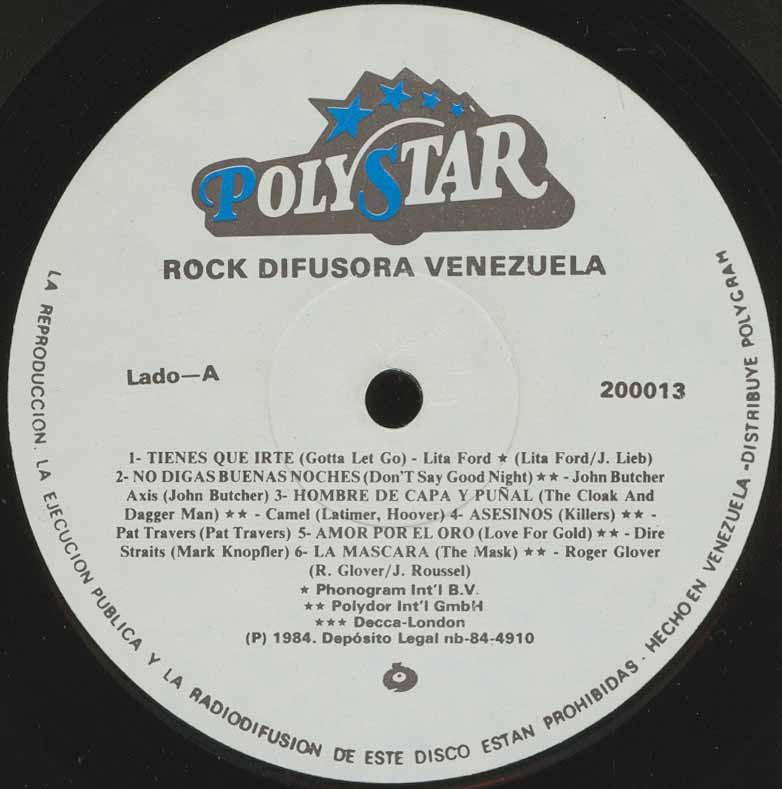 POLYSTAR
ROCK DIFUSORA VENEZUELA
Lado—A
200013
1- TIENES QUE IRTE (Gotta Let Go) - Lita Ford ★ (Lita Ford/J. Lieb)
2- NO DIGAS BUENAS NOCHES (Don'T Say Good Night) ★★ - John Butcher
Axis (John Butcher) 3- HOMBRE DE CAPA Y PUÑAL (The Cloak And
Dagger Man) ★★ - Camel (Latimer, Hoover) 4- ASESINOS (Killers) ★★ -
Pat Travers (Pat Travers) 5- AMOR POR EL ORO (Love For Gold) ★★ - Dire
Straits (Mark Knopfler) 6- LA MASCARA (The Mask) ★★ - Roger Glover
(R. Glover/J. Roussel)
★ Phonogram Int'l B.V.
★★ Polydor Int'l GmbH
★★★ Decca-London
(P) 1984. Depósito Legal nb-84-4910
LA REPRODUCCION. LA EJECUCION PUBLICA Y LA RADIODIFUSION DE ESTE DISCO ESTAN PROHIBIDAS. HECHO EN VENEZUELA - DISTRIBUYE POLYGRAM